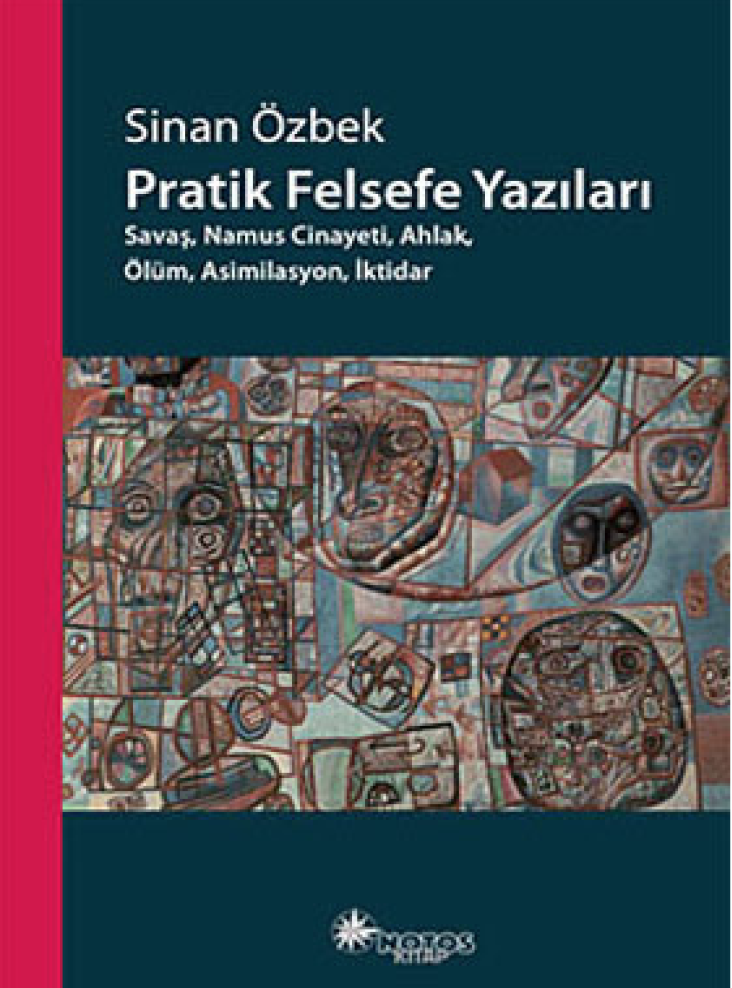 Sinan Özbek
Pratik Felsefe Yazıları
Savaş, Namus Cinayeti, Ahlak,
Ölüm, Asimilasyon, İktidar
NOTOS
KİTAP